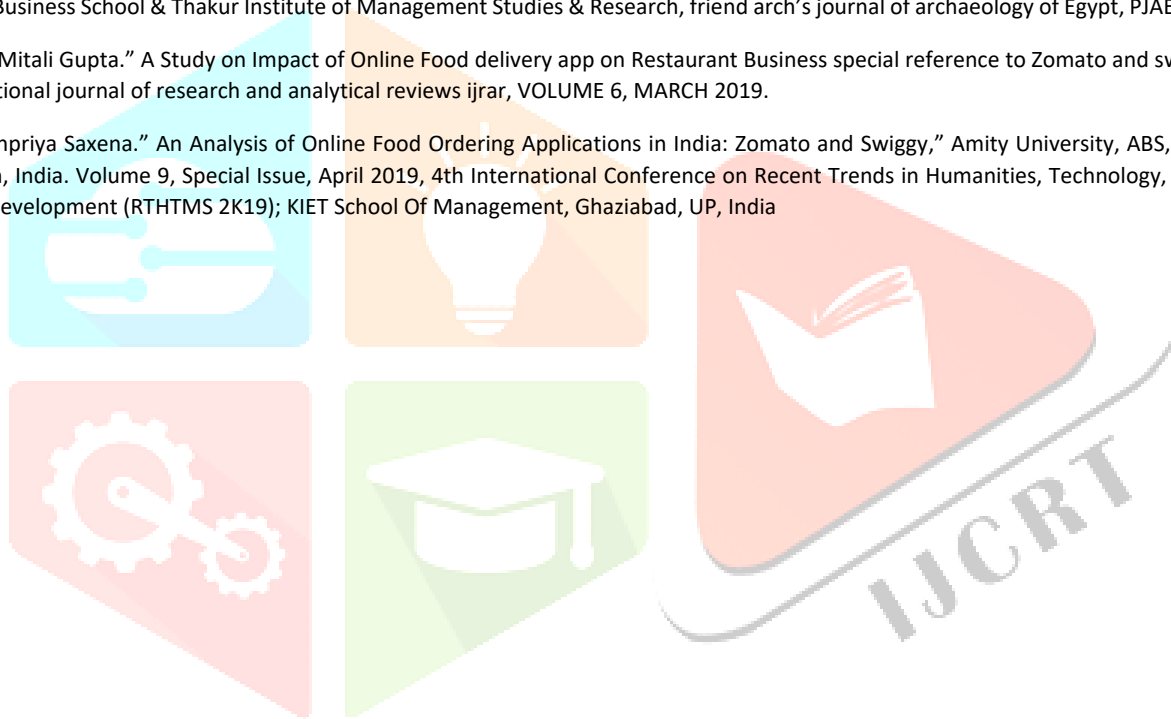 Business School & Thakur Institute of Management Studies & Research, friend arch’s journal of archaeology of Egypt, PJAE
Mitali Gupta.” A Study on Impact of Online Food delivery app on Restaurant Business special reference to Zomato and sw
tional journal of research and analytical reviews ijrar, VOLUME 6, MARCH 2019.
npriya Saxena.” An Analysis of Online Food Ordering Applications in India: Zomato and Swiggy,” Amity University, ABS,
, India. Volume 9, Special Issue, April 2019, 4th International Conference on Recent Trends in Humanities, Technology,
evelopment (RTHTMS 2K19); KIET School Of Management, Ghaziabad, UP, India
IJCRT